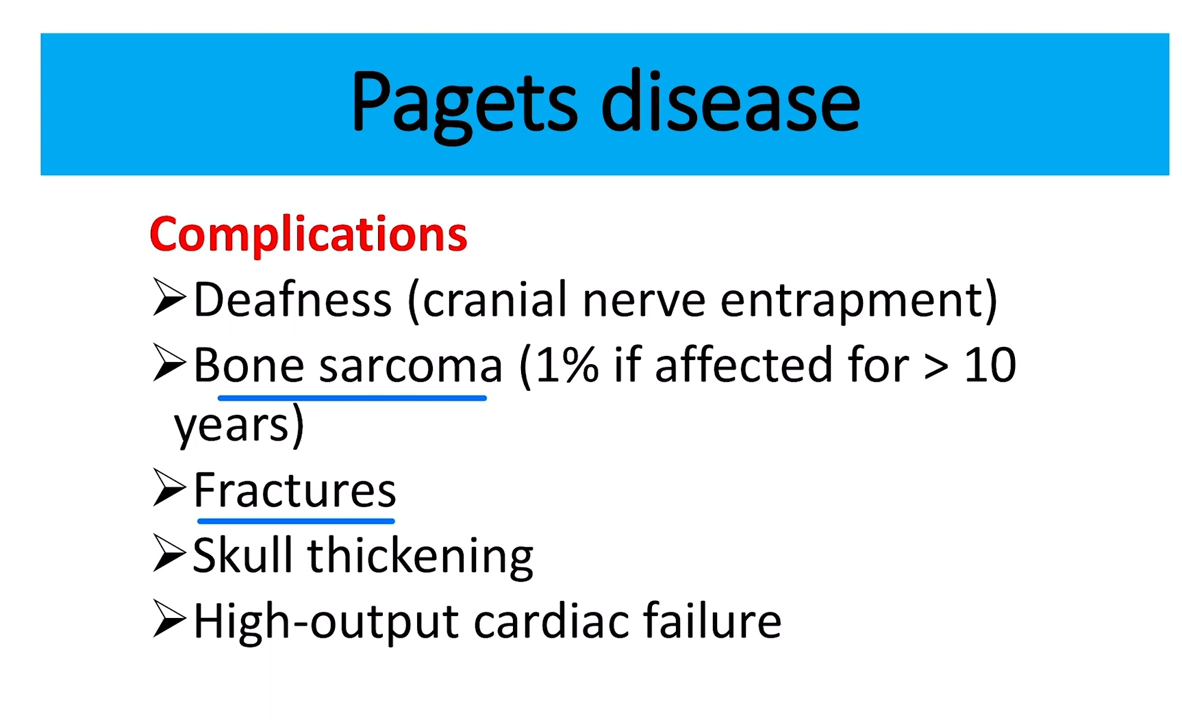 Pagets disease
Complications
➢Deafness (cranial nerve entrapment)
➢Bone sarcoma (1% if affected for > 10
years)
➢Fractures
➢Skull thickening
➢High-output cardiac failure